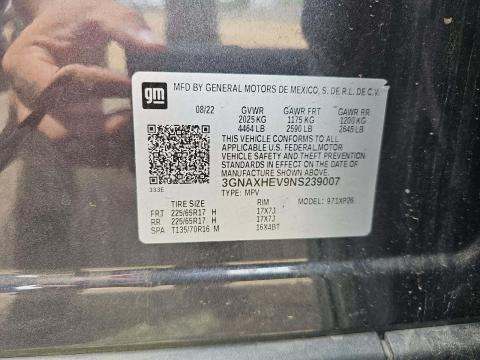 gm
MFD BY GENERAL MOTORS DE MEXICO, S. DE R.L. DE C.V.
08/22 GVWR GAWR FRT GAWR RR
2025 KG 1175 KG 1200 KG
4464 LB 2590 LB 2645 LB
THIS VEHICLE CONFORMS TO ALL
APPLICABLE U.S. FEDERAL MOTOR
VEHICLE SAFETY AND THEFT PREVENTION
STANDARDS IN EFFECT ON THE DATE OF
MANUFACTURE SHOWN ABOVE.
3GNAXHEV9NS239007
333E TYPE: MPV
TIRE SIZE RIM MODEL: 971XP26
FRT 225/65R17 H 17X7J
RR 225/65R17 H 17X7J
SPA T135/70R16 M 16X4BT